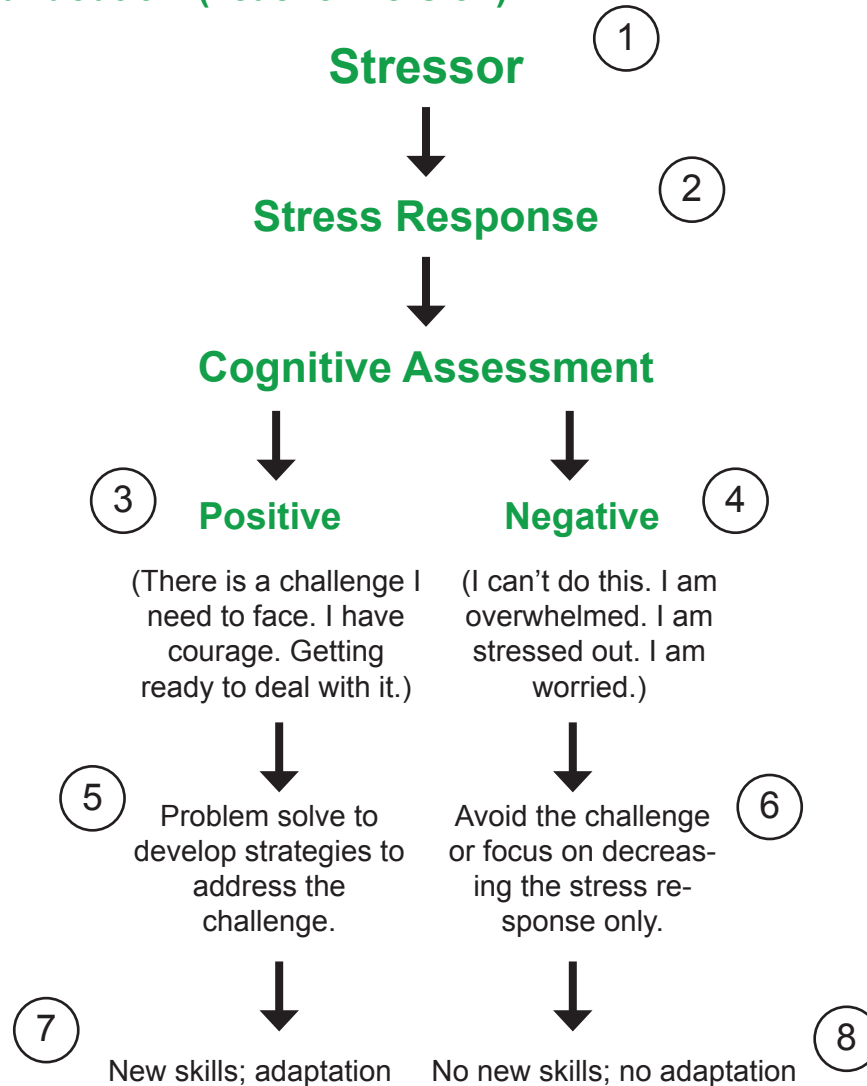 1
Stressor
2
Stress Response
Cognitive Assessment
3
Positive
Negative
4
(There is a challenge I
need to face. I have
courage. Getting
ready to deal with it.)
(I can't do this. I am
overwhelmed. I am
stressed out. I am
worried.)
5
Problem solve to
develop strategies to
address the
challenge.
Avoid the challenge
or focus on decreas-
ing the stress re-
sponse only.
6
7
New skills; adaptation
No new skills; no adaptation
8